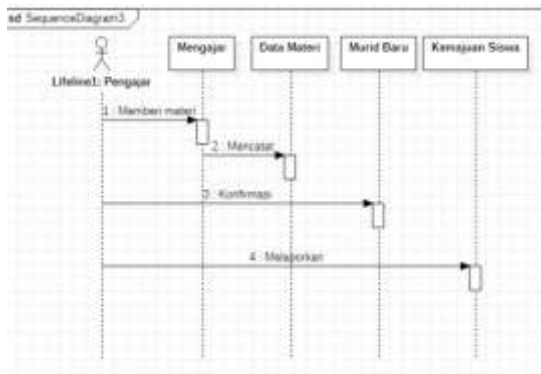 sd SequenceDiagram3
Mengajar
Data Materi
Murid Baru
Kemajuan Siswa
Lifeline1: Pengajar
1 : Memberi materi
2 : Mencatat
3 : Konfirmasi
4 : Melaporkan